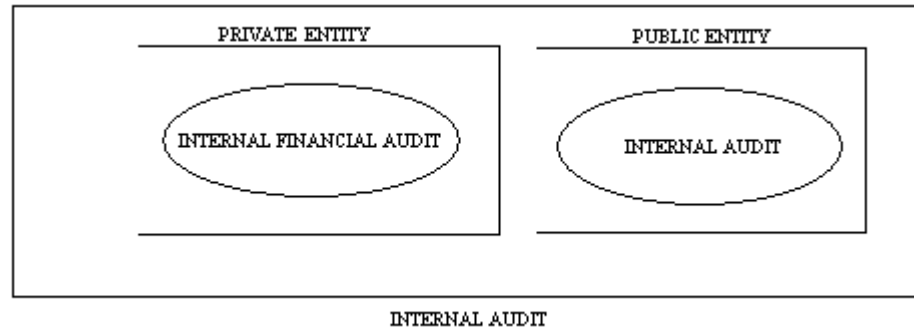 PRIVATE ENTITY
PUBLIC ENTITY
INTERNAL FINANCIAL AUDIT
INTERNAL AUDIT
INTERNAL AUDIT